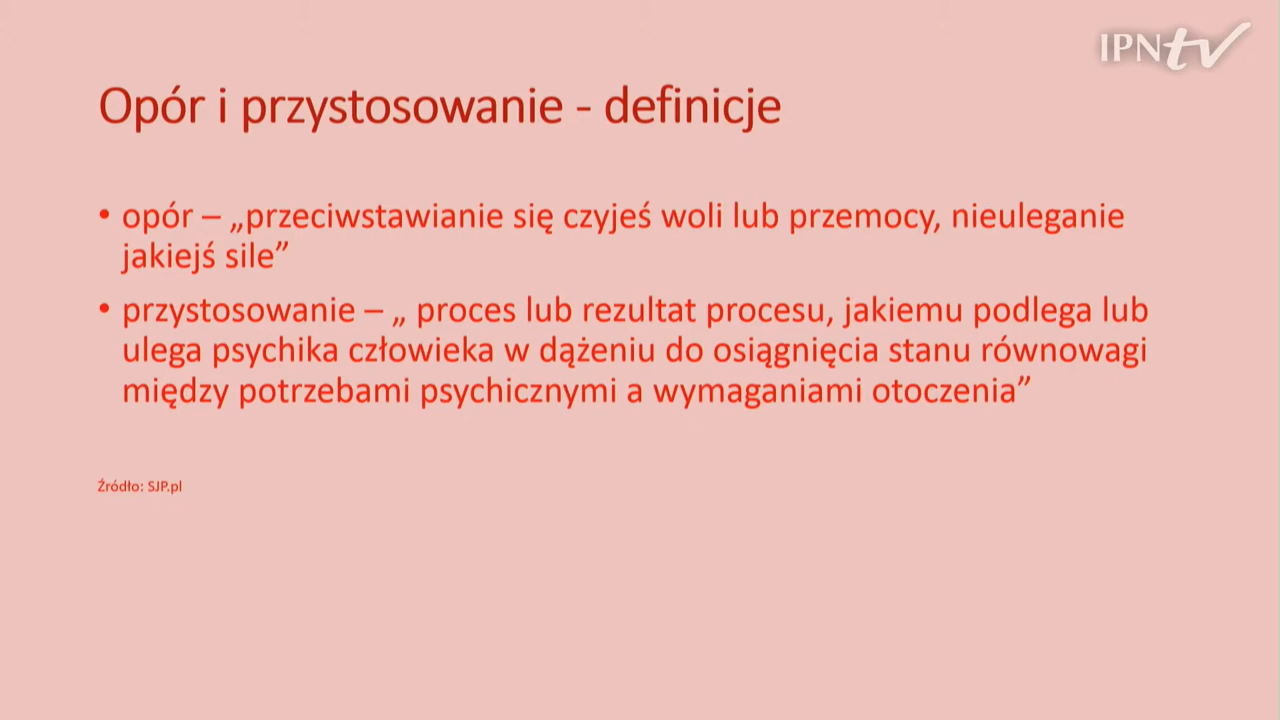 IPNtv
Opór i przystosowanie - definicje
• opór – „przeciwstawianie się czyjeś woli lub przemocy, nieuleganie
jakiejś sile”
• przystosowanie – „ proces lub rezultat procesu, jakiemu podlega lub
ulega psychika człowieka w dążeniu do osiągnięcia stanu równowagi
między potrzebami psychicznymi a wymaganiami otoczenia”
Źródło: SJP.pl